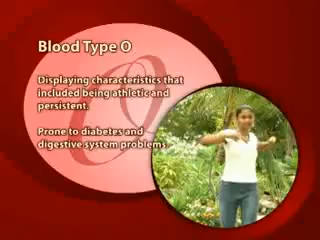 Blood Type O
Displaying characteristics that
included being athletic and
persistent.
Prone to diabetes and
digestive system problems.
O